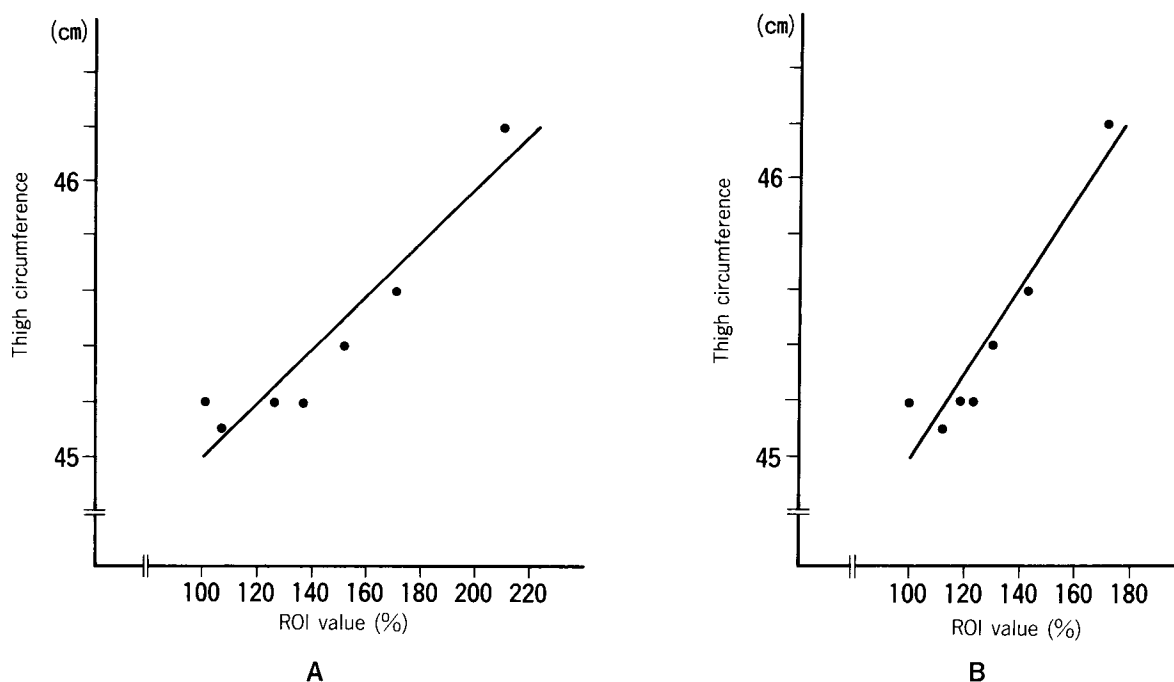 (cm)
Thigh circumference
46
45
100 120 140 160 180 200 220
ROI value (%)
A
(cm)
Thigh circumference
46
45
100 120 140 160 180
ROI value (%)
B